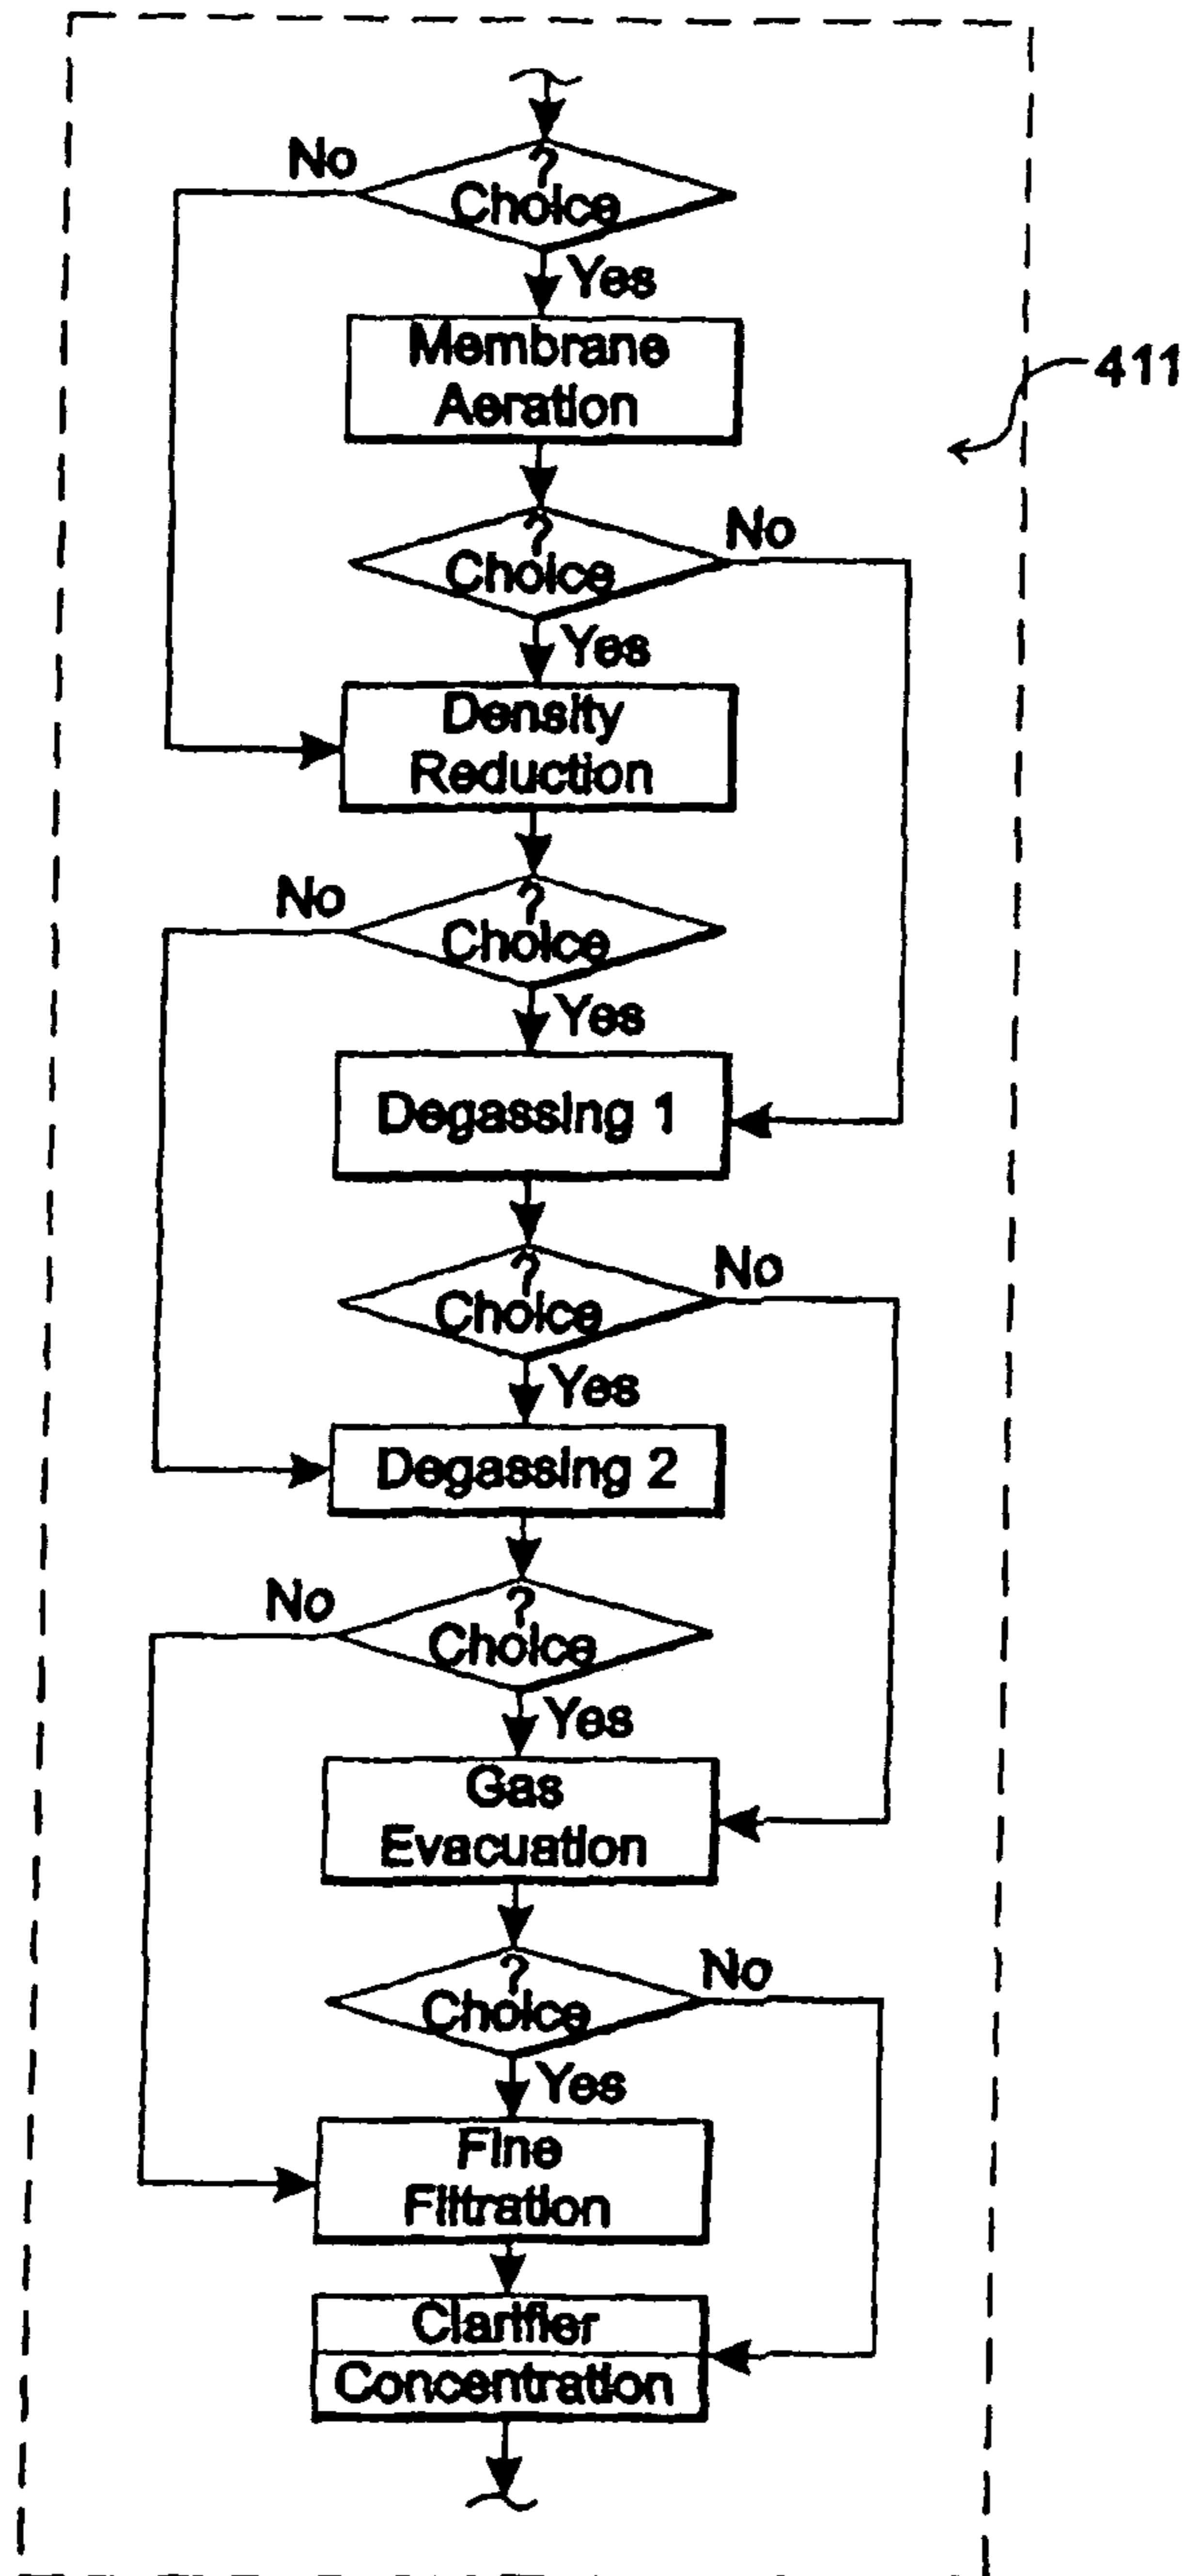 No
?
Choice
Yes
Membrane
Aeration
411
?
Choice
No
Yes
Density
Reduction
No
?
Choice
Yes
Degassing 1
?
Choice
No
Yes
Degassing 2
No
?
Choice
Yes
Gas
Evacuation
?
Choice
No
Yes
Fine
Filtration
Clarifier
Concentration